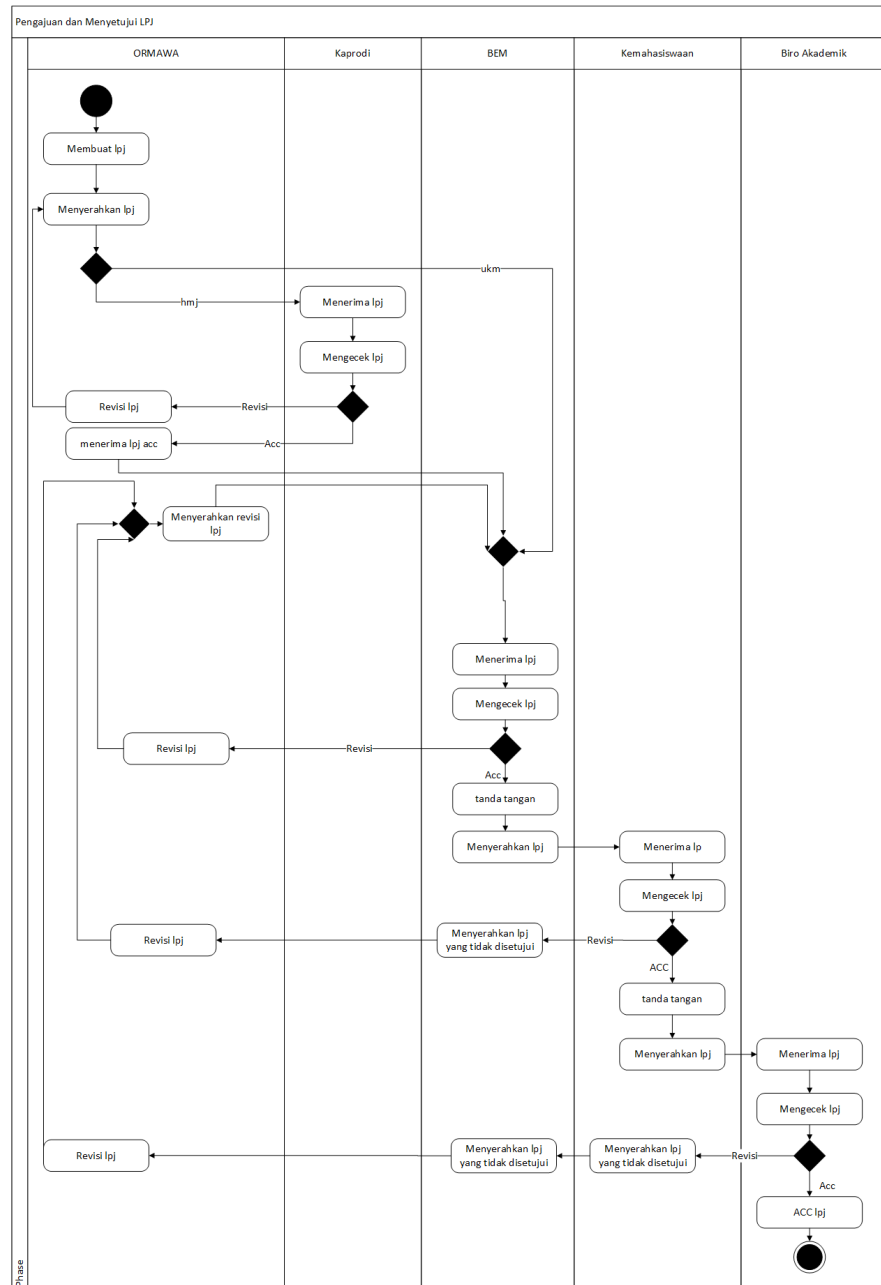 Pengajuan dan Menyetujui LPJ
ORMAWA
Kaprodi
BEM
Kemahasiswaan
Biro Akademik
Membuat lpj
Menyerahkan lpj
ukm
hmj
Menerima lpj
Mengecek lpj
Revisi lpj
Revisi
menerima lpj acc
Acc
Menyerahkan revisi
lpj
Menerima lpj
Mengecek lpj
Revisi lpj
Revisi
Acc
tanda tangan
Menyerahkan lpj
Menerima lp
Mengecek lpj
Revisi lpj
Menyerahkan lpj
yang tidak disetujui
Revisi
ACC
tanda tangan
Menyerahkan lpj
Menerima lpj
Mengecek lpj
Revisi lpj
Menyerahkan lpj
yang tidak disetujui
Menyerahkan lpj
yang tidak disetujui
Revisi
Acc
ACC lpj
Phase